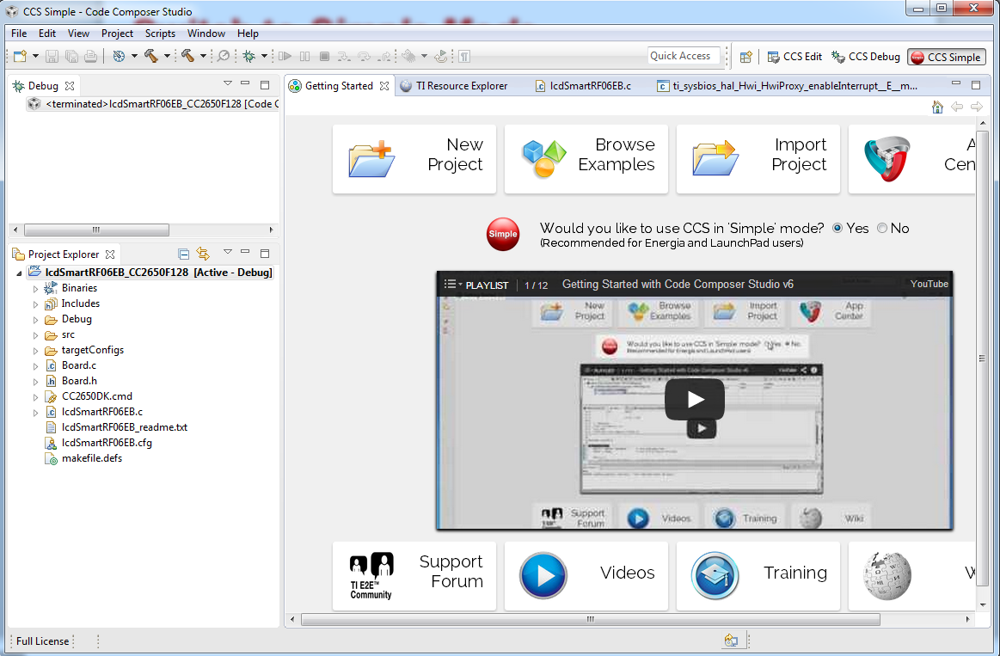 CCS Simple - Code Composer Studio
File Edit View Project Scripts Window Help
Quick Access
CCS Edit
CCS Debug
Simple
CCS Simple
Debug
<terminated>lcdSmartRF06EB_CC2650F128 [Code C
Project Explorer
RTSC
lcdSmartRF06EB_CC2650F128 [Active - Debug]
Binaries
Includes
Debug
src
targetConfigs
Board.c
Board.h
CC2650DK.cmd
lcdSmartRF06EB.c
lcdSmartRF06EB_readme.txt
lcdSmartRF06EB.cfg
makefile.defs
Getting Started
TI Resource Explorer
lcdSmartRF06EB.c
ti_sysbios_hal_Hwi_HwiProxy_enableInterrupt__E__m...
New
Project
Browse
Examples
Import
Project
A
Cen
Simple
Would you like to use CCS in 'Simple' mode? Yes No
(Recommended for Energia and LaunchPad users)
PLAYLIST 1 / 12 Getting Started with Code Composer Studio v6 YouTube
New
Project
Browse
Examples
Import
Project
App
Center
Would you like to use CCS in 'Simple' mode? Yes No
(Recommended for Energia and LaunchPad users)
Support
Forum
Videos
Training
Wiki
TI E2E™
Community
Support
Forum
Videos
Training
W
Full License